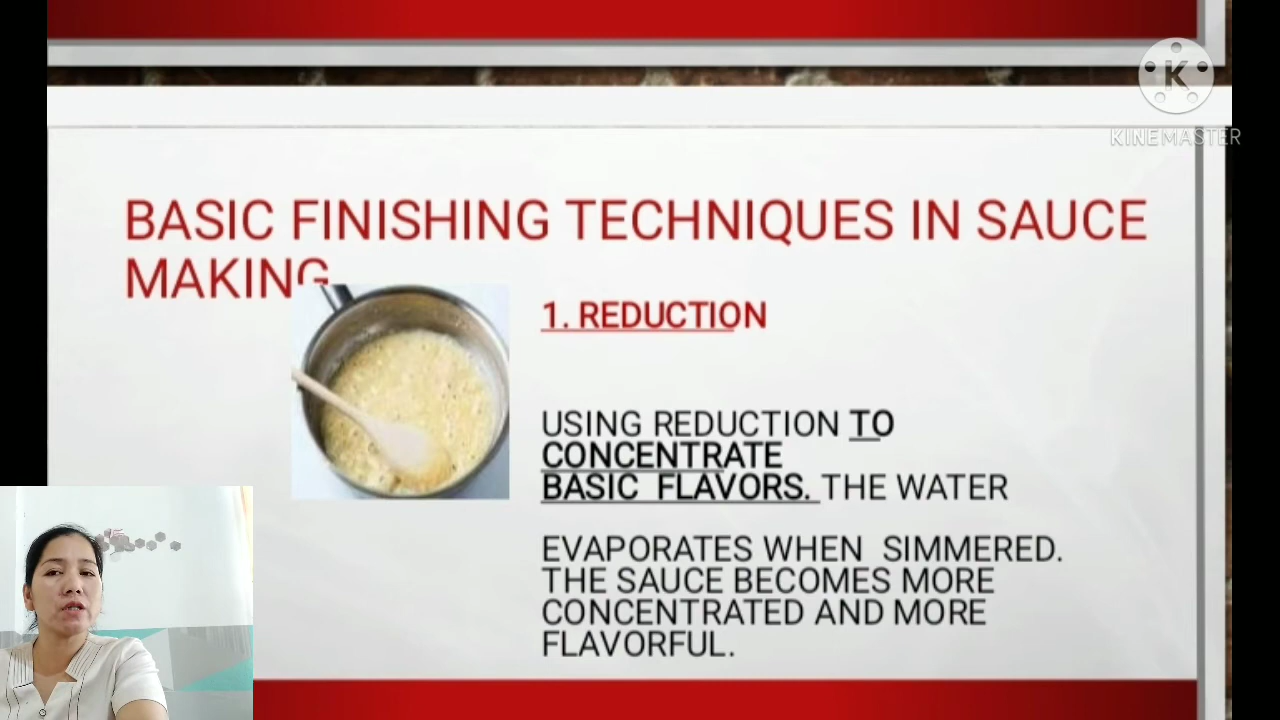 K
KINEMASTER
BASIC FINISHING TECHNIQUES IN SAUCE
MAKING
1. REDUCTION
USING REDUCTION TO
CONCENTRATE
BASIC FLAVORS. THE WATER
EVAPORATES WHEN SIMMERED.
THE SAUCE BECOMES MORE
CONCENTRATED AND MORE
FLAVORFUL.